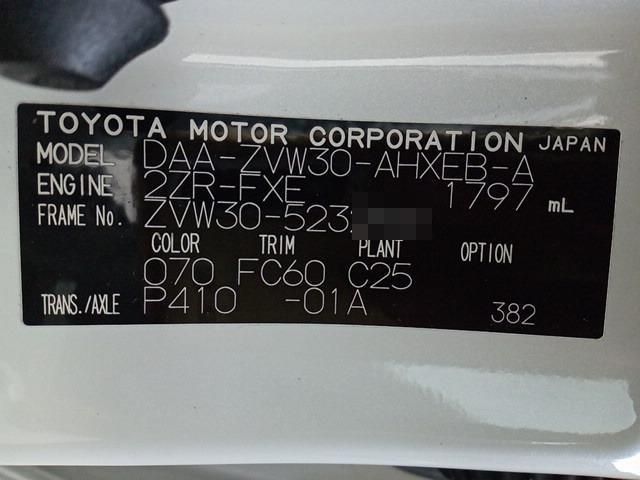 TOYOTA MOTOR CORPORATION JAPAN
MODEL DAA-ZVW30-AHXEB-A
ENGINE 2ZR-FXE 1797 mL
FRAME No. ZVW30-523
COLOR TRIM PLANT OPTION
070 FC60 C25
TRANS./AXLE P410 -01A 382